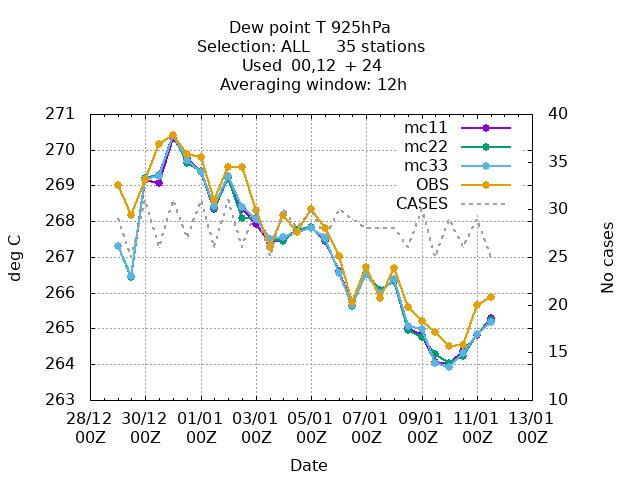 Dew point T 925hPa
Selection: ALL 35 stations
Used 00,12 + 24
Averaging window: 12h
271
270
269
268
267
266
265
264
263
deg C
40
35
30
25
20
15
10
No cases
mc11
mc22
mc33
OBS
CASES
28/12 30/12 01/01 03/01 05/01 07/01 09/01 11/01 13/01
00Z 00Z 00Z 00Z 00Z 00Z 00Z 00Z 00Z
Date